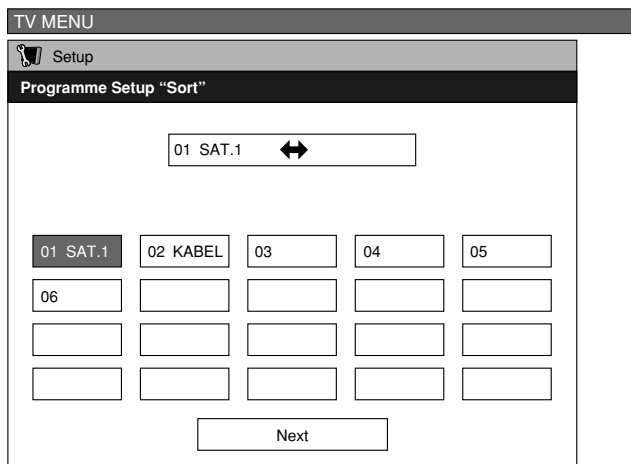 TV MENU
Setup
Programme Setup “Sort”
01 SAT.1
01 SAT.1 02 KABEL 03 04 05
06
Next